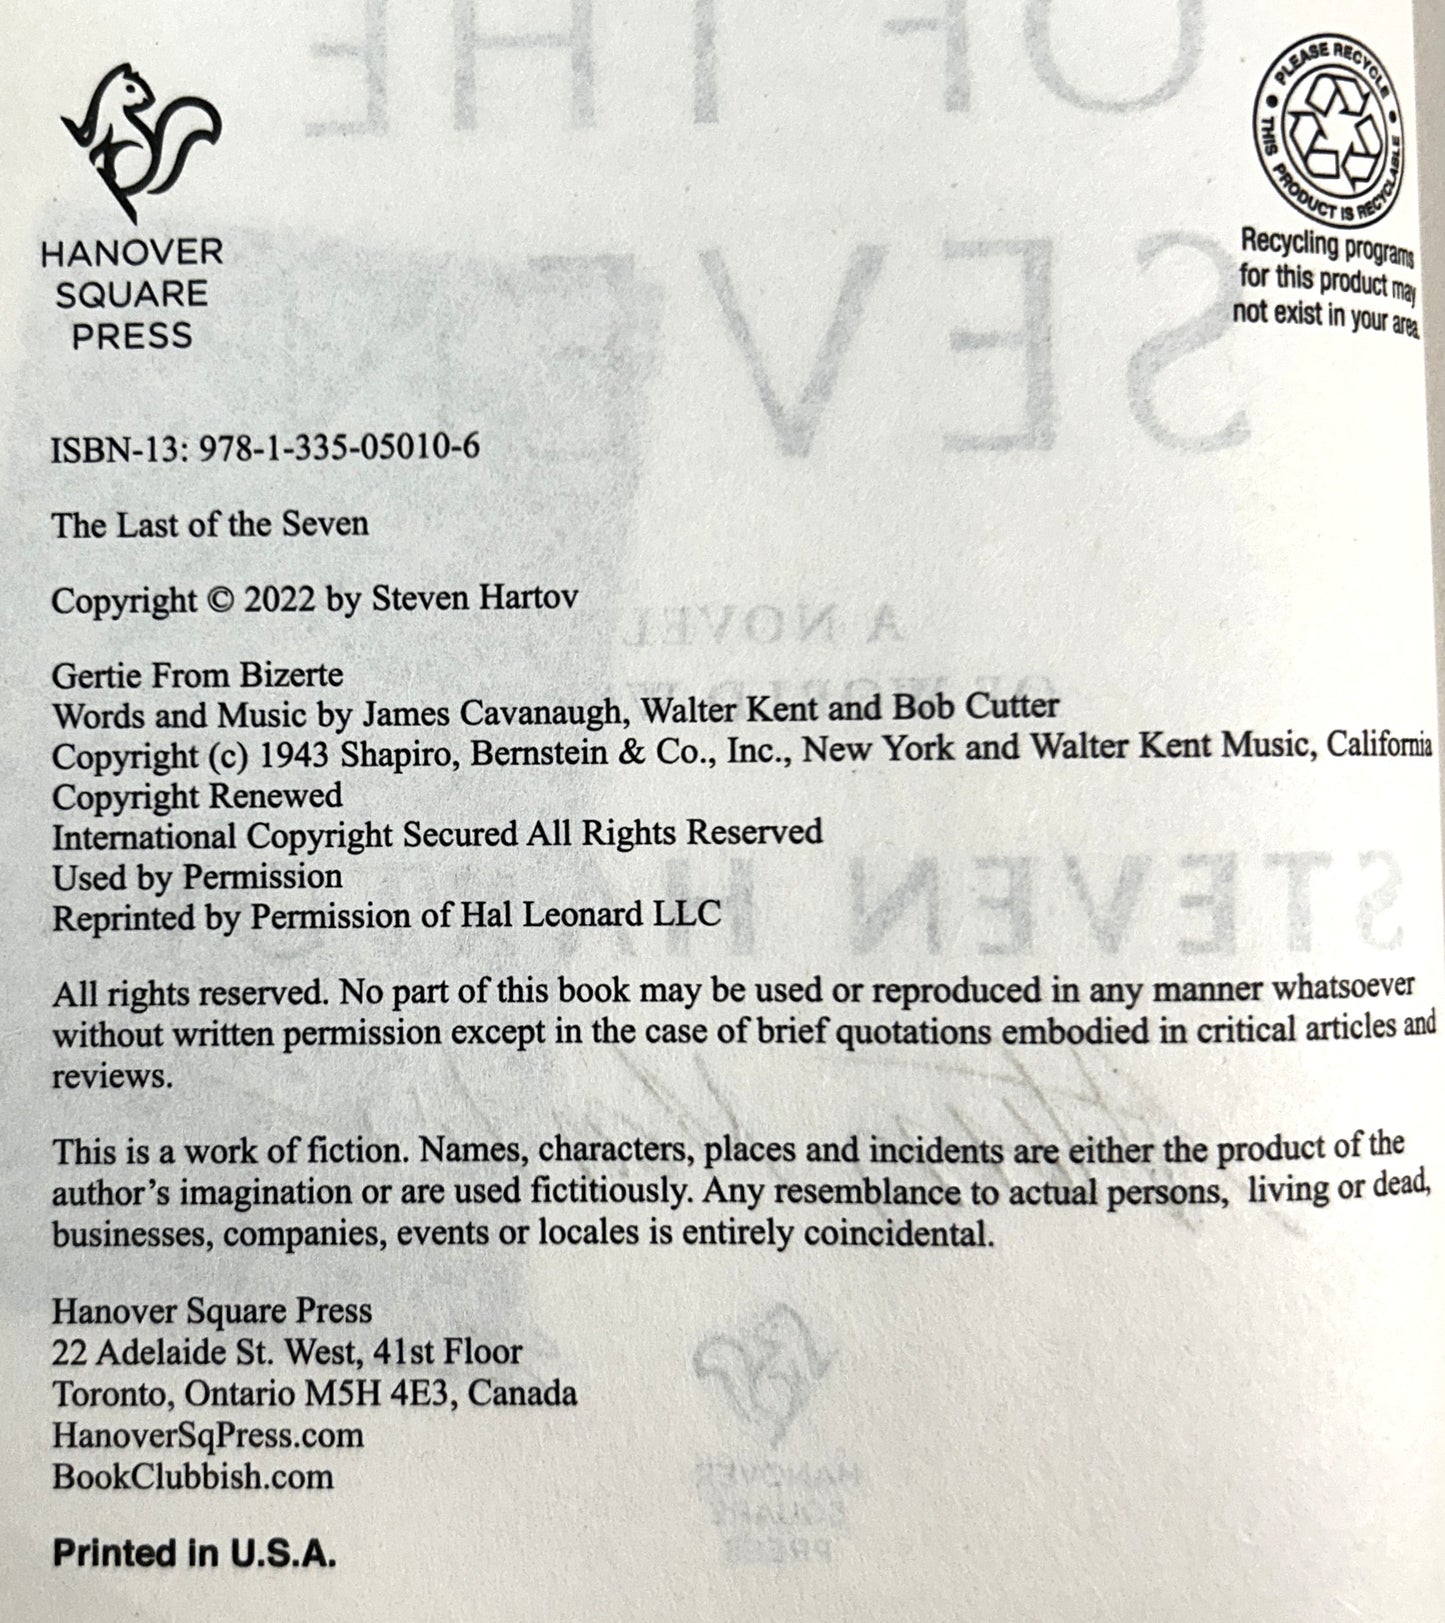 HANOVER
SQUARE
PRESS
PLEASE RECYCLE
THIS PRODUCT IS RECYCLABLE
Recycling programs
for this product may
not exist in your area.
ISBN-13: 978-1-335-05010-6
The Last of the Seven
Copyright © 2022 by Steven Hartov
Gertie From Bizerte
Words and Music by James Cavanaugh, Walter Kent and Bob Cutter
Copyright (c) 1943 Shapiro, Bernstein & Co., Inc., New York and Walter Kent Music, California
Copyright Renewed
International Copyright Secured All Rights Reserved
Used by Permission
Reprinted by Permission of Hal Leonard LLC
All rights reserved. No part of this book may be used or reproduced in any manner whatsoever
without written permission except in the case of brief quotations embodied in critical articles and
reviews.
This is a work of fiction. Names, characters, places and incidents are either the product of the
author’s imagination or are used fictitiously. Any resemblance to actual persons, living or dead,
businesses, companies, events or locales is entirely coincidental.
Hanover Square Press
22 Adelaide St. West, 41st Floor
Toronto, Ontario M5H 4E3, Canada
HanoverSqPress.com
BookClubbish.com
Printed in U.S.A.
OF THE
SEVEN
A NOVEL
STEVEN H
HANOVER
SQUARE
PRESS